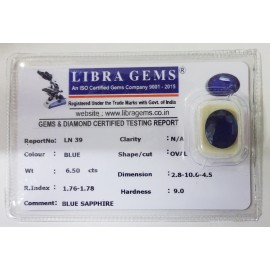 LIBRA GEMS ®
An ISO Certified Gems Company 9001 - 2015
Registered Under the Trade Marks with Govt. of India
website : www.libragems.co.in
GEMS & DIAMOND CERTIFIED TESTING REPORT
ReportNo: LN 39 Clarity : N/A
Colour : BLUE Shape/cut : OV/L
Wt : 6.50 cts Dimension : 2.8-10.6-4.5
R.Index : 1.76-1.78 Hardness : 9.0
Comment : BLUE SAPPHIRE